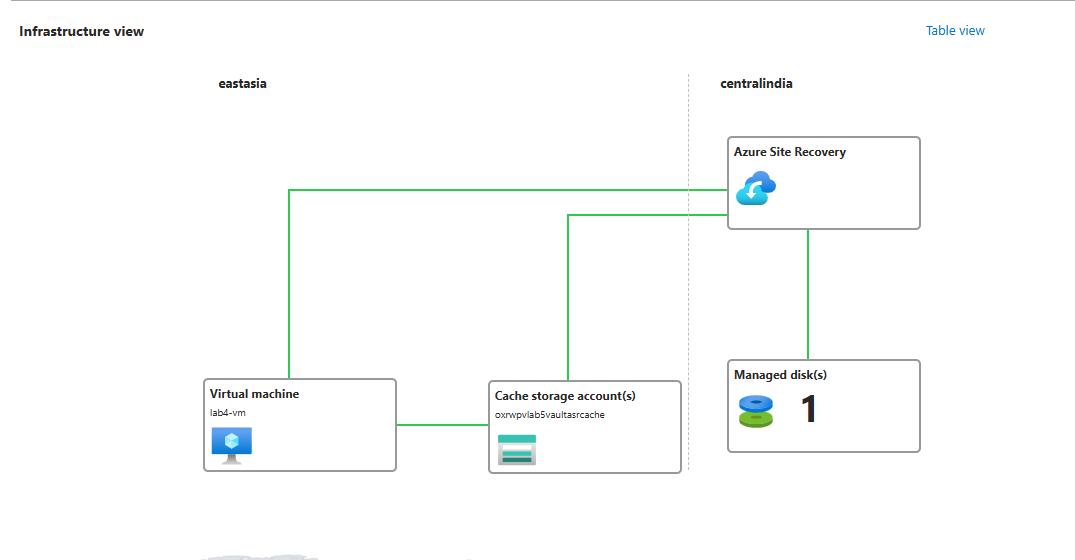 Infrastructure view
Table view
eastasia
centralindia
Azure Site Recovery
Virtual machine
lab4-vm
Cache storage account(s)
oxrwpvlab5vaultasrcache
Managed disk(s)
1